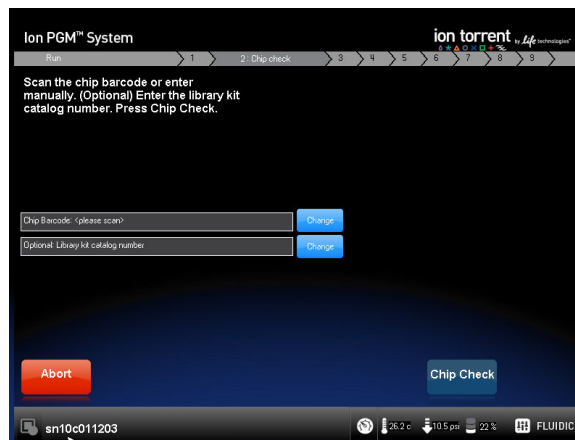 Ion PGM™ System
ion torrent by Life technologies™
Run 1 2: Chip check 3 4 5 6 7 8 9
Scan the chip barcode or enter
manually. (Optional) Enter the library kit
catalog number. Press Chip Check.
Chip Barcode: <please scan> Change
Optional: Library kit catalog number Change
Abort Chip Check
sn10c011203 26.2 c 10.5 psi 22 % FLUIDIC